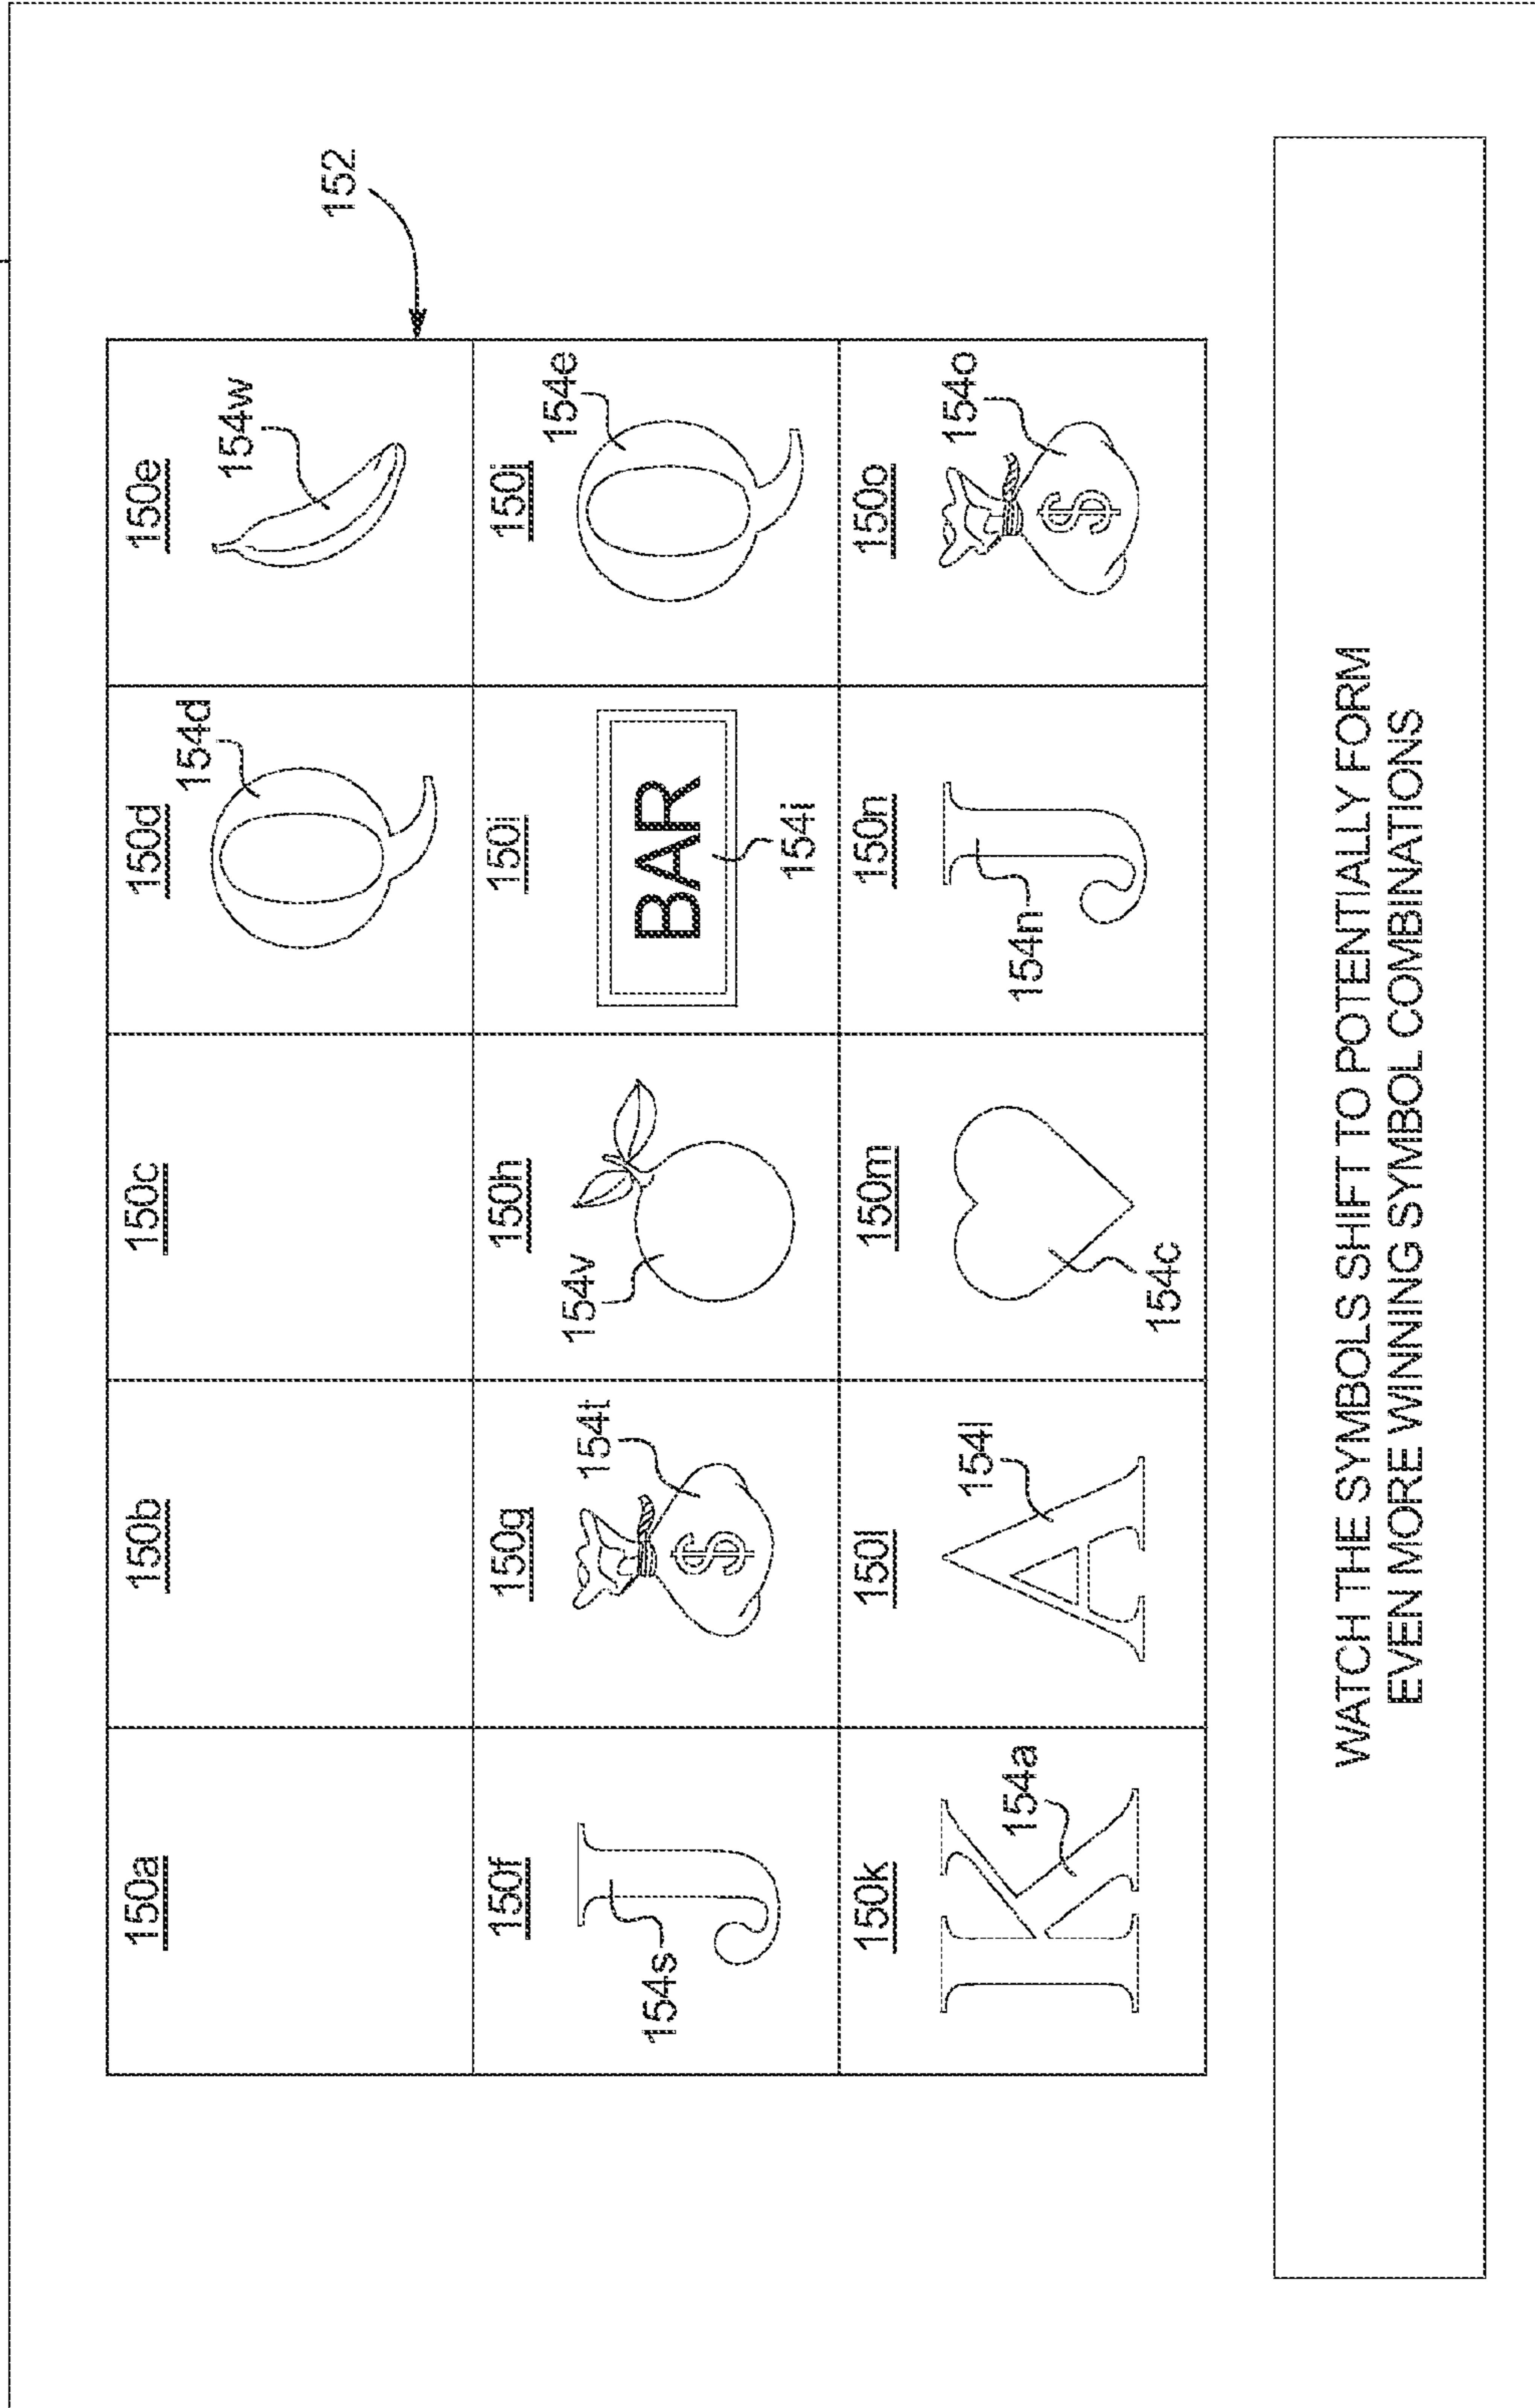 152
150a 150b 150c 150d 150e
154d 154w
150f 150g 150h 150i 150j
154s 154t 154v BAR 154i 154e
$
150k 150l 150m 150n 150o
154a 154l 154c 154n 154o
K A J Q J Q $
WATCH THE SYMBOLS SHIFT TO POTENTIALLY FORM
EVEN MORE WINNING SYMBOL COMBINATIONS